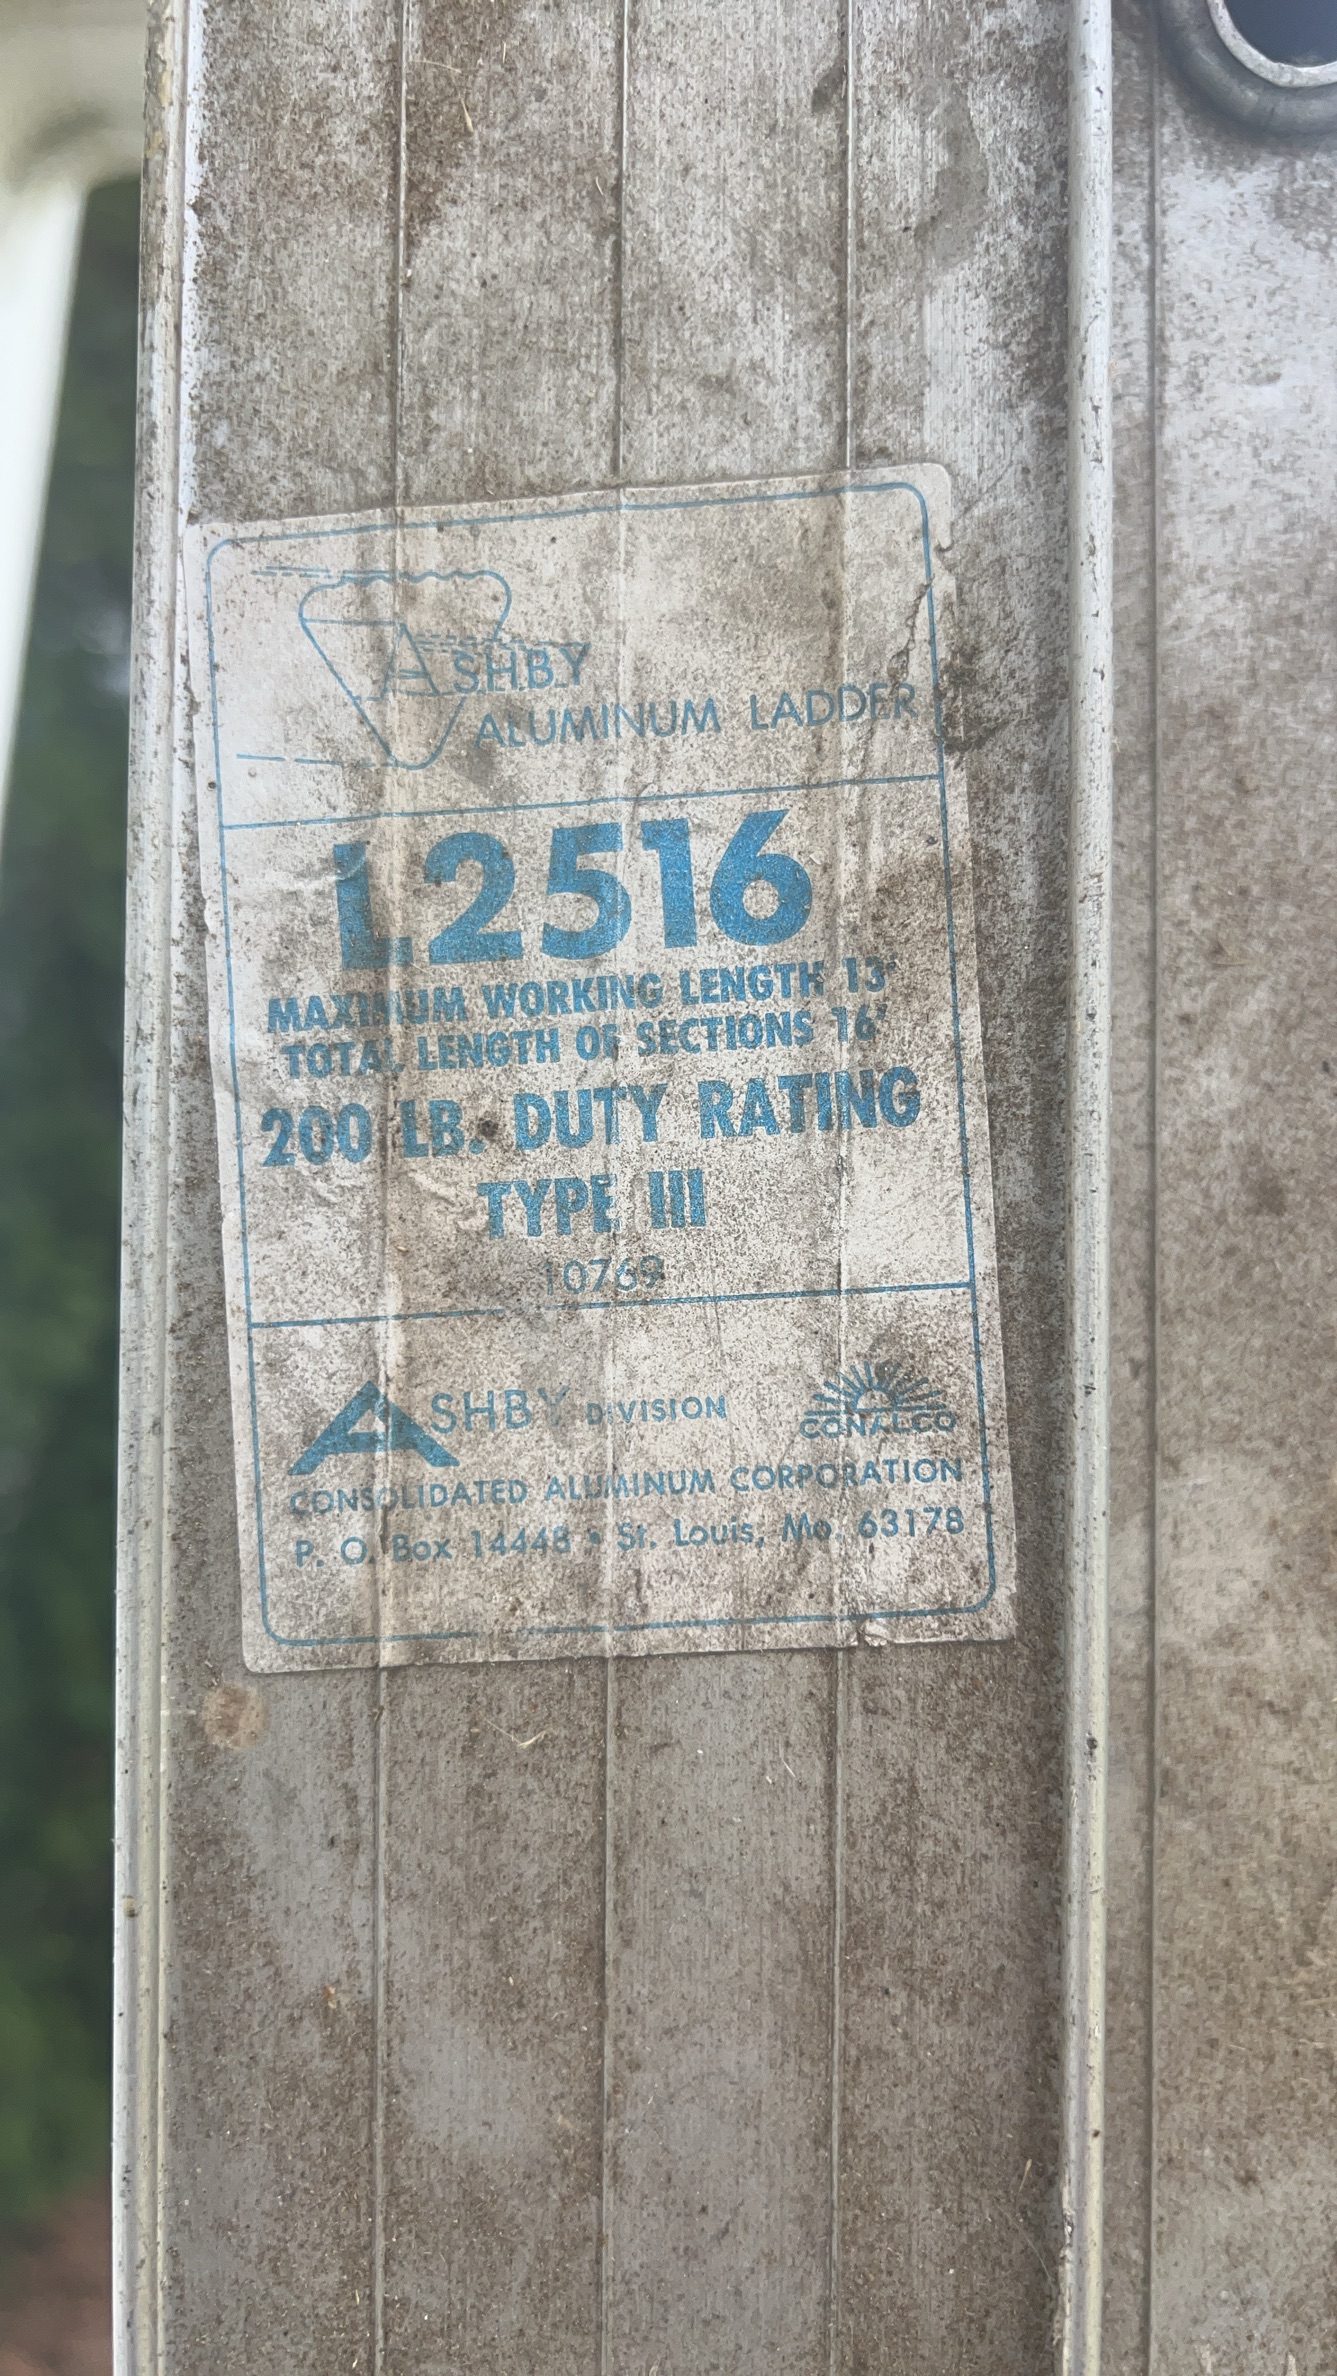 ASHBY
ALUMINUM LADDER
L2516
MAXIMUM WORKING LENGTH 13'
TOTAL LENGTH OF SECTIONS 16'
200 LB. DUTY RATING
TYPE III
10769
ASHBY DIVISION
CONALCO
CONSOLIDATED ALUMINUM CORPORATION
P. O. Box 14448 • St. Louis, Mo. 63178